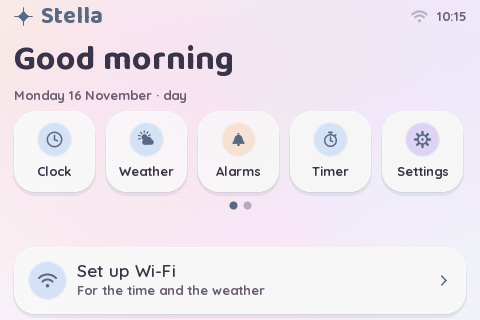 Stella
10:15
Good morning
Monday 16 November · day
Clock
Weather
Alarms
Timer
Settings
Set up Wi-Fi
For the time and the weather